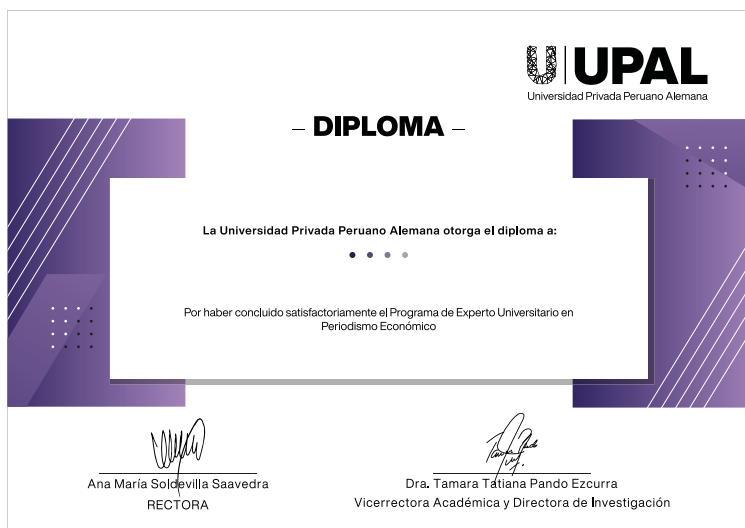 UPAL
Universidad Privada Peruano Alemana
– DIPLOMA –
La Universidad Privada Peruano Alemana otorga el diploma a:
Por haber concluido satisfactoriamente el Programa de Experto Universitario en
Periodismo Económico
Ana María Soldevilla Saavedra
RECTORA
Dra. Tamara Tatiana Pando Ezcurra
Vicerrectora Académica y Directora de Investigación